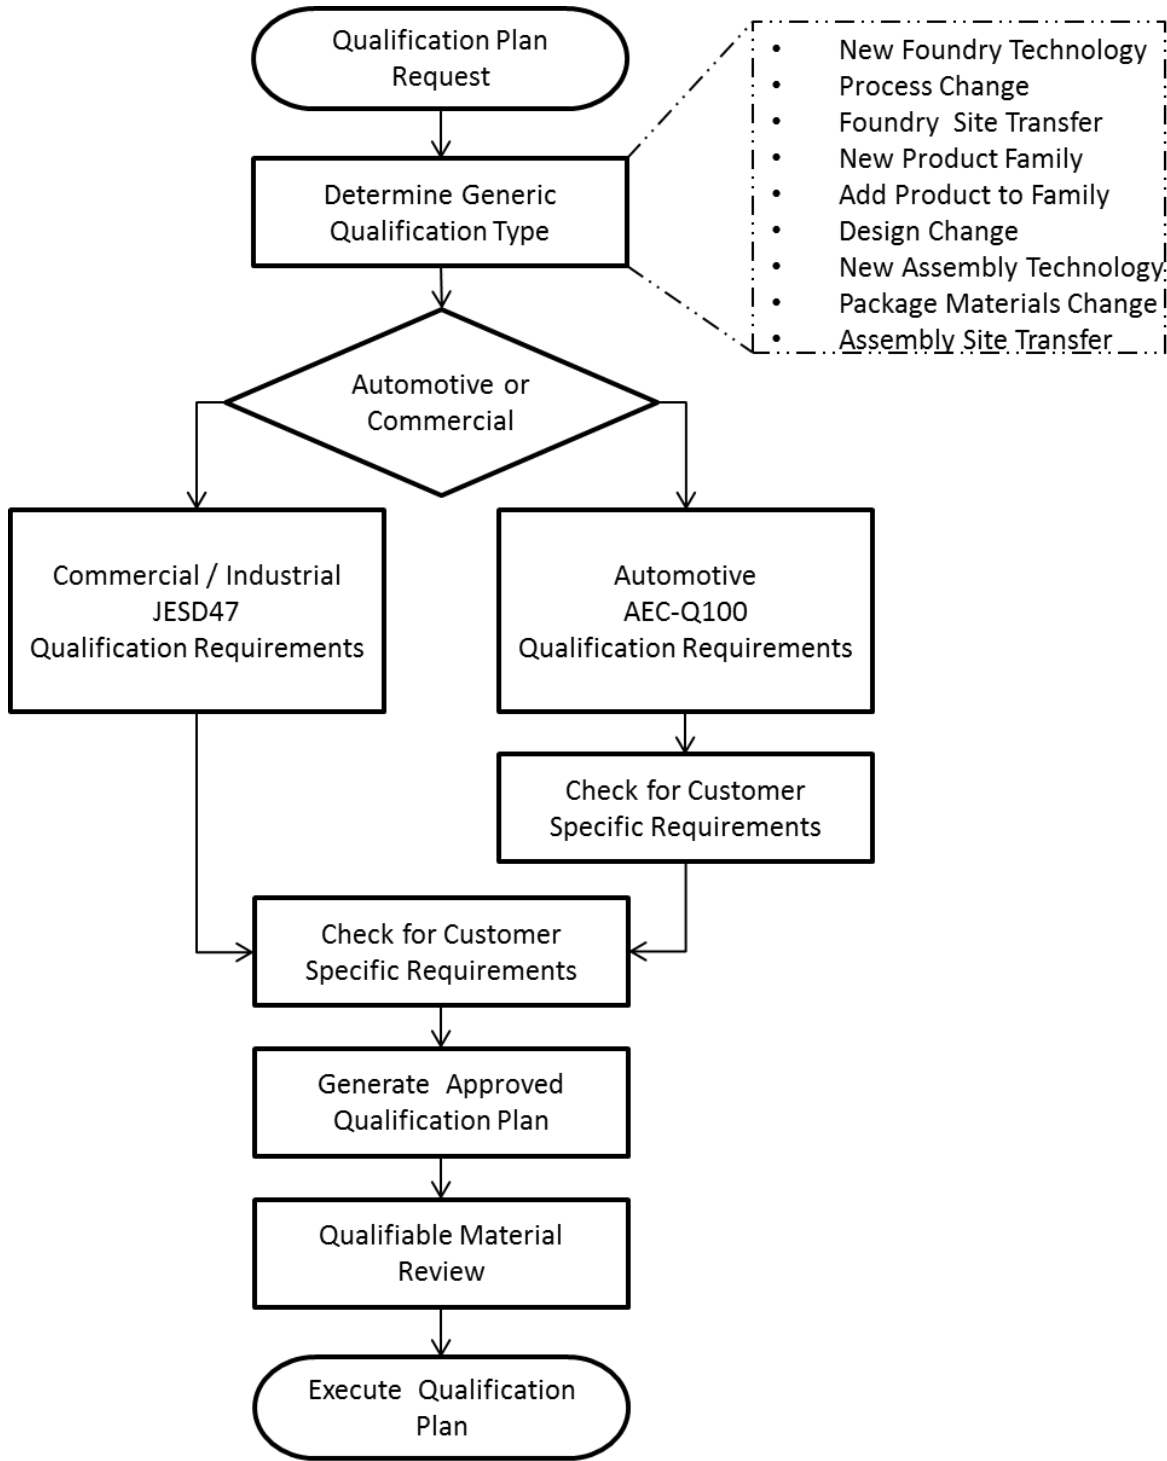 Qualification Plan
Request
• New Foundry Technology
• Process Change
• Foundry Site Transfer
• New Product Family
• Add Product to Family
• Design Change
• New Assembly Technology
• Package Materials Change
• Assembly Site Transfer
Determine Generic
Qualification Type
Automotive or
Commercial
Commercial / Industrial
JESD47
Qualification Requirements
Automotive
AEC-Q100
Qualification Requirements
Check for Customer
Specific Requirements
Check for Customer
Specific Requirements
Generate Approved
Qualification Plan
Qualifiable Material
Review
Execute Qualification
Plan